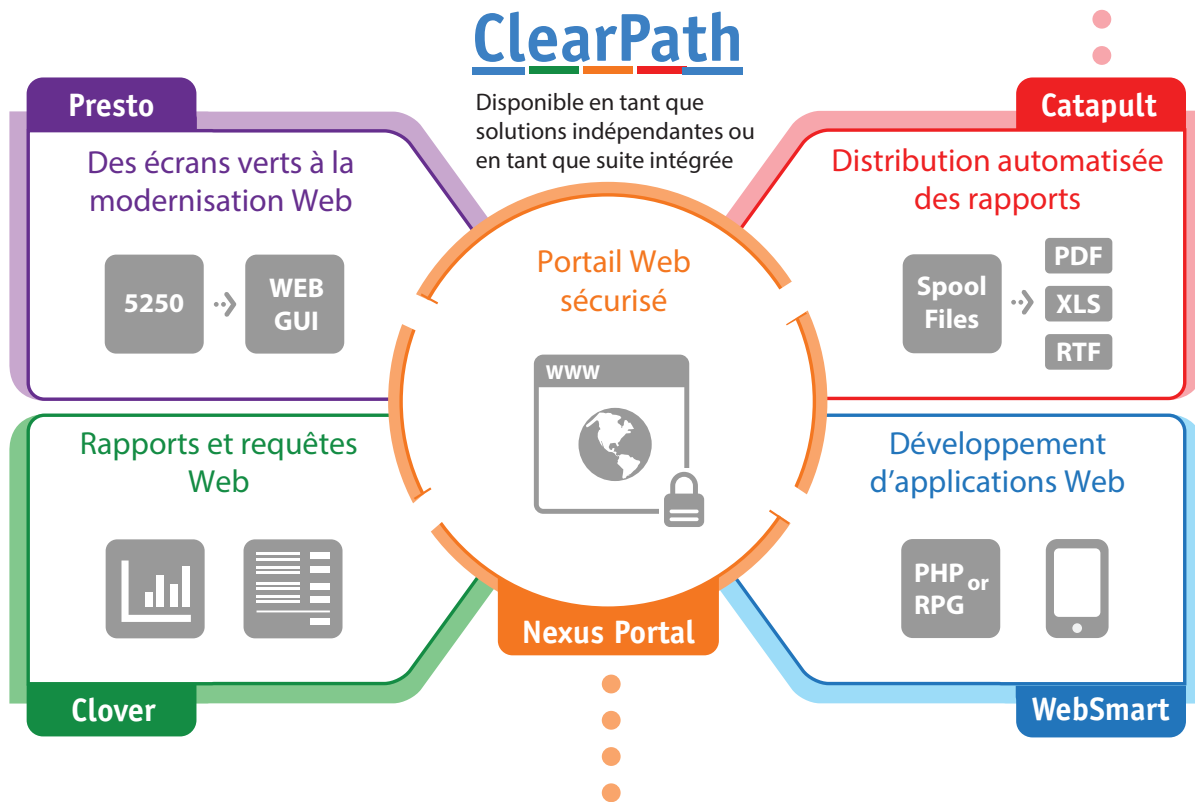 ClearPath
Disponible en tant que
solutions indépendantes ou
en tant que suite intégrée
Presto
Des écrans verts à la
modernisation Web
5250
WEB
GUI
Catapult
Distribution automatisée
des rapports
Spool
Files
PDF
XLS
RTF
Portail Web
sécurisé
WWW
Nexus Portal
Rapports et requêtes
Web
Clover
Développement
d'applications Web
PHP or
RPG
WebSmart